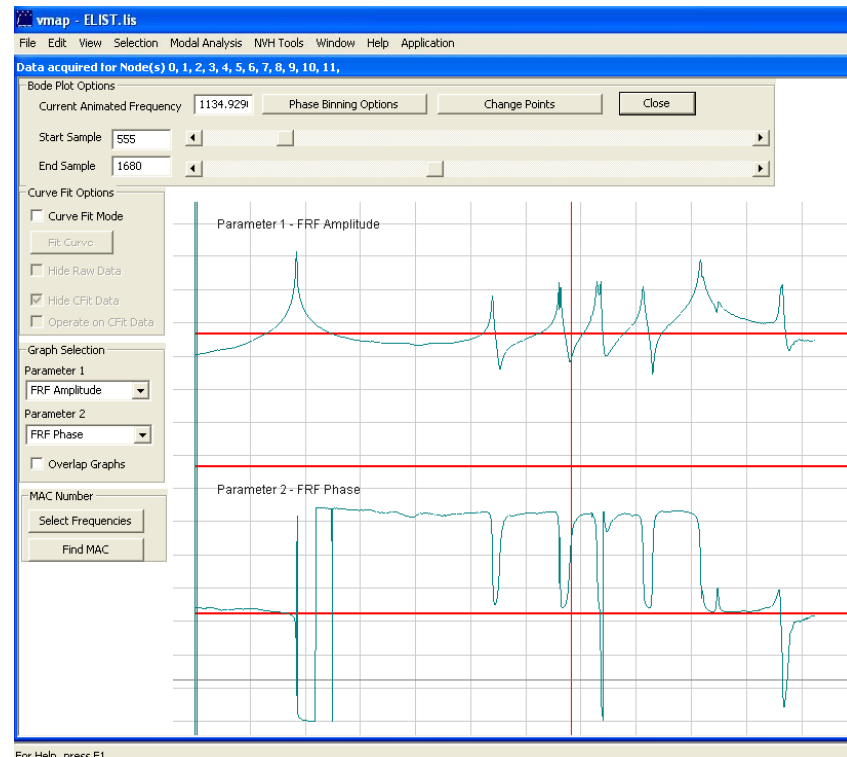 vmap - ELIST.lis
File Edit View Selection Modal Analysis NVH Tools Window Help Application
Data acquired for Node(s) 0, 1, 2, 3, 4, 5, 6, 7, 8, 9, 10, 11,
Bode Plot Options
Current Animated Frequency 1134.929 Phase Binning Options Change Points Close
Start Sample 555
End Sample 1680
Curve Fit Options
Curve Fit Mode
Fit Curve
Hide Raw Data
Hide CFit Data
Operate on CFit Data
Graph Selection
Parameter 1
FRF Amplitude
Parameter 2
FRF Phase
Overlap Graphs
MAC Number
Select Frequencies
Find MAC
Parameter 1 - FRF Amplitude
Parameter 2 - FRF Phase
For Help, press F1